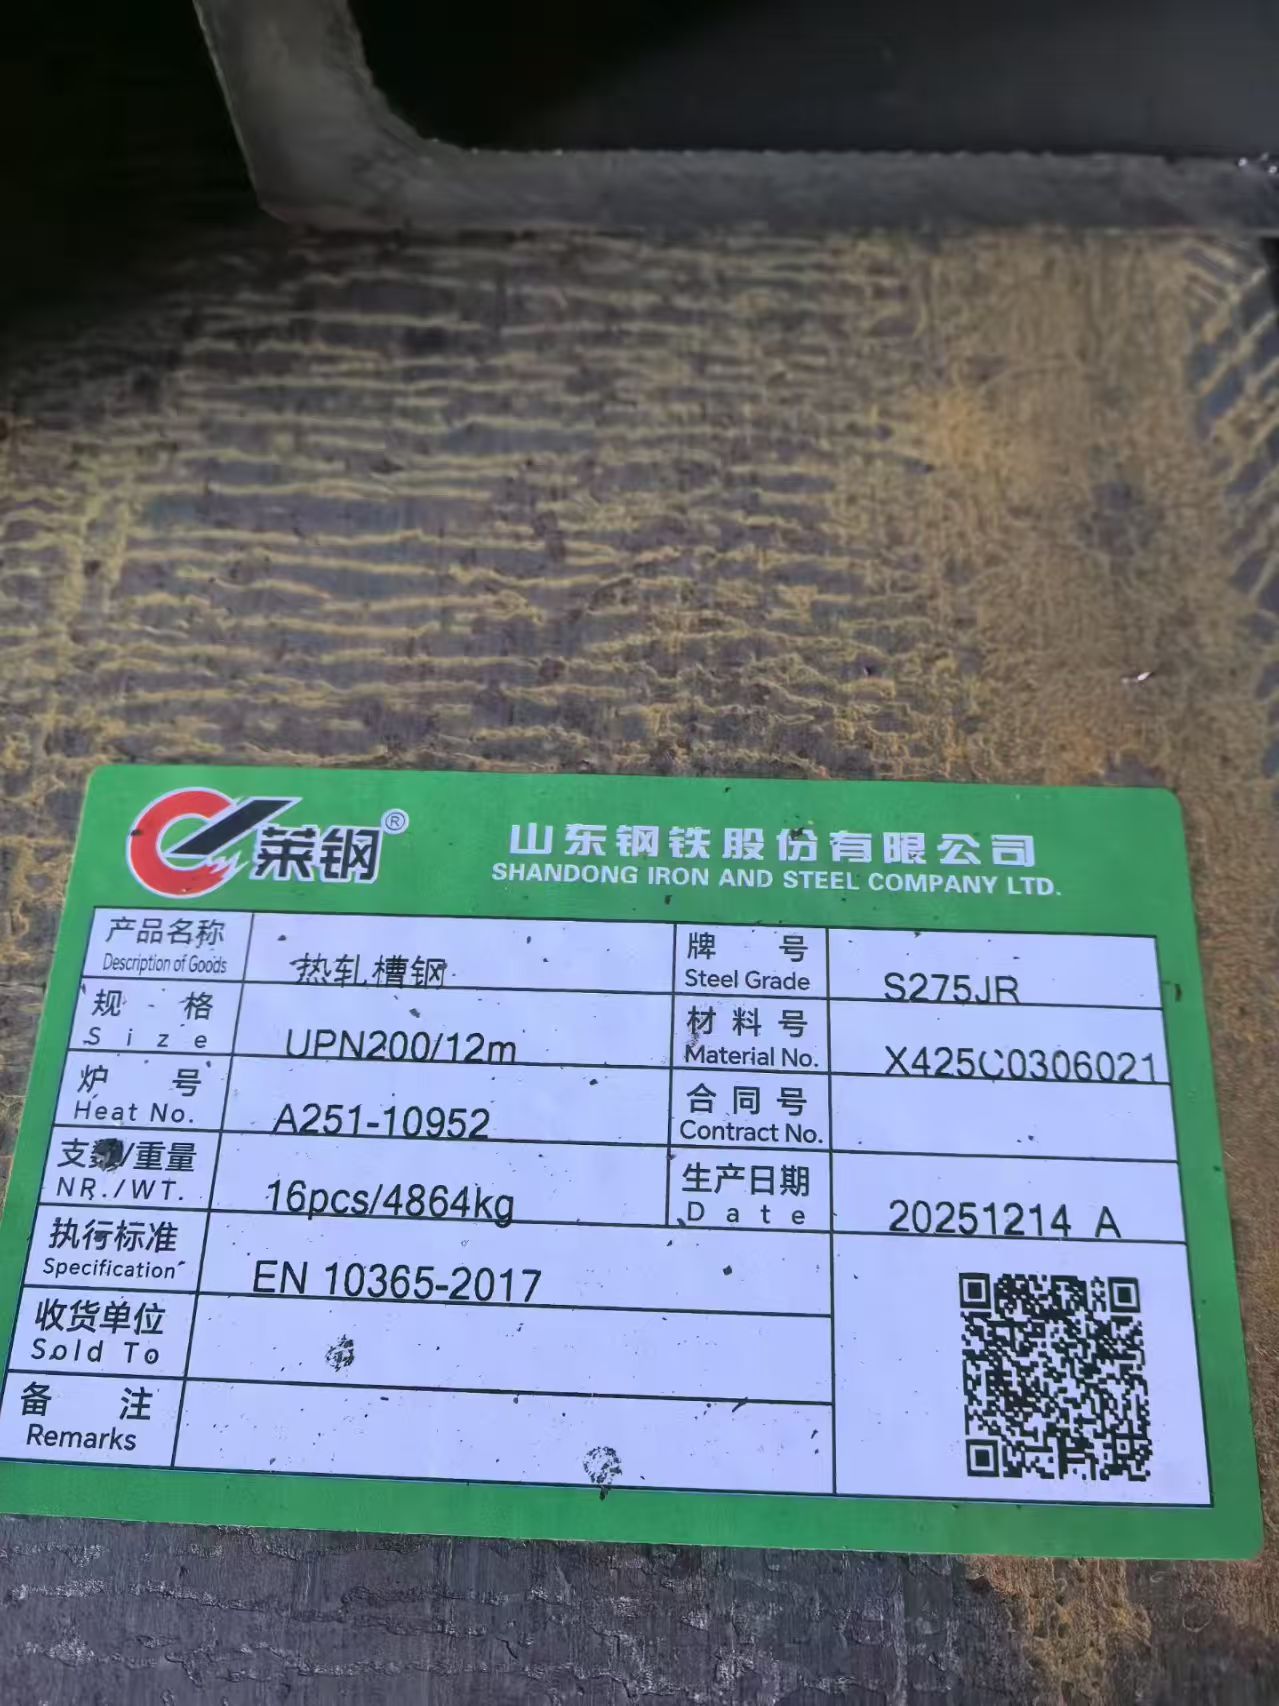 莱钢®
山东钢铁股份有限公司
SHANDONG IRON AND STEEL COMPANY LTD.
产品名称 热轧槽钢 牌号 S275JR
Description of Goods Steel Grade
规格 UPN200/12m 材料号 X425C0306021
Size Material No.
炉号 A251-10952 合同号
Heat No. Contract No.
支数/重量 16pcs/4864kg 生产日期 20251214 A
NR./WT. Date
执行标准 EN 10365-2017
Specification
收货单位
Sold To
备注
Remarks